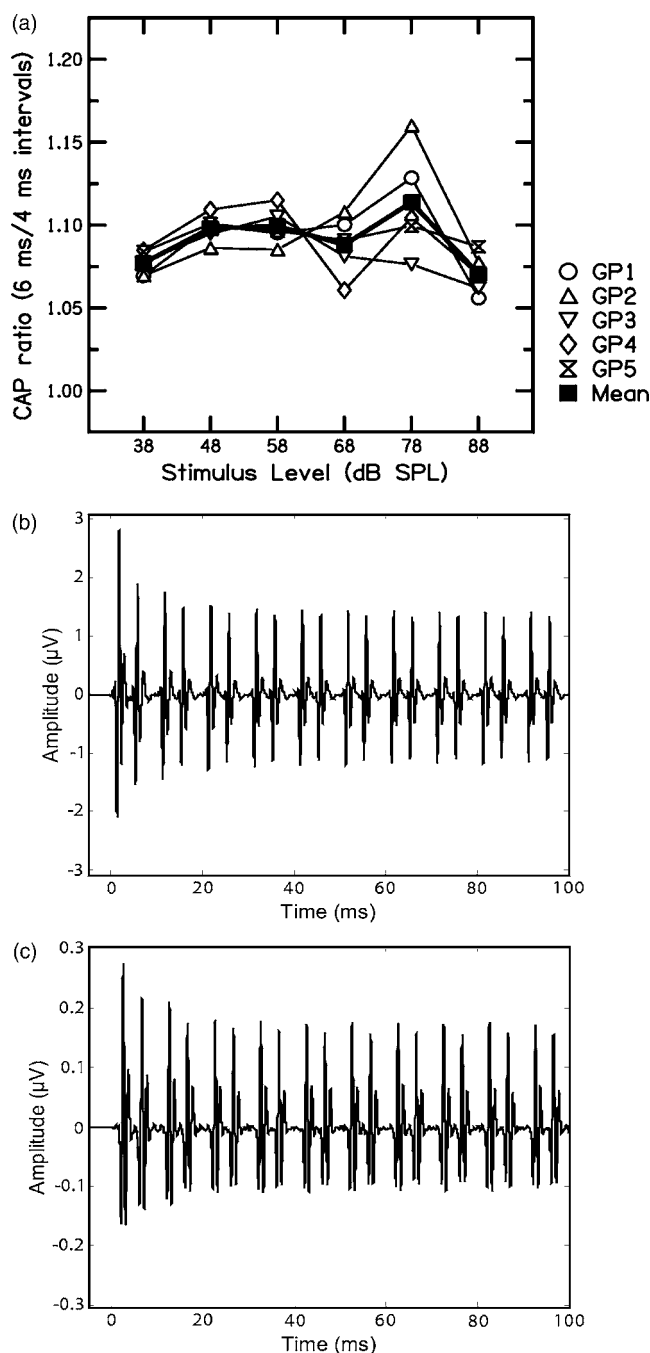 (a)
CAP ratio (6 ms/4 ms intervals)
1.20
1.15
1.10
1.05
1.00
38 48 58 68 78 88
Stimulus Level (dB SPL)
GP1
GP2
GP3
GP4
GP5
Mean
(b)
Amplitude (µV)
3
2
1
0
-1
-2
-3
0 20 40 60 80 100
Time (ms)
(c)
Amplitude (µV)
0.3
0.2
0.1
0
-0.1
-0.2
-0.3
0 20 40 60 80 100
Time (ms)